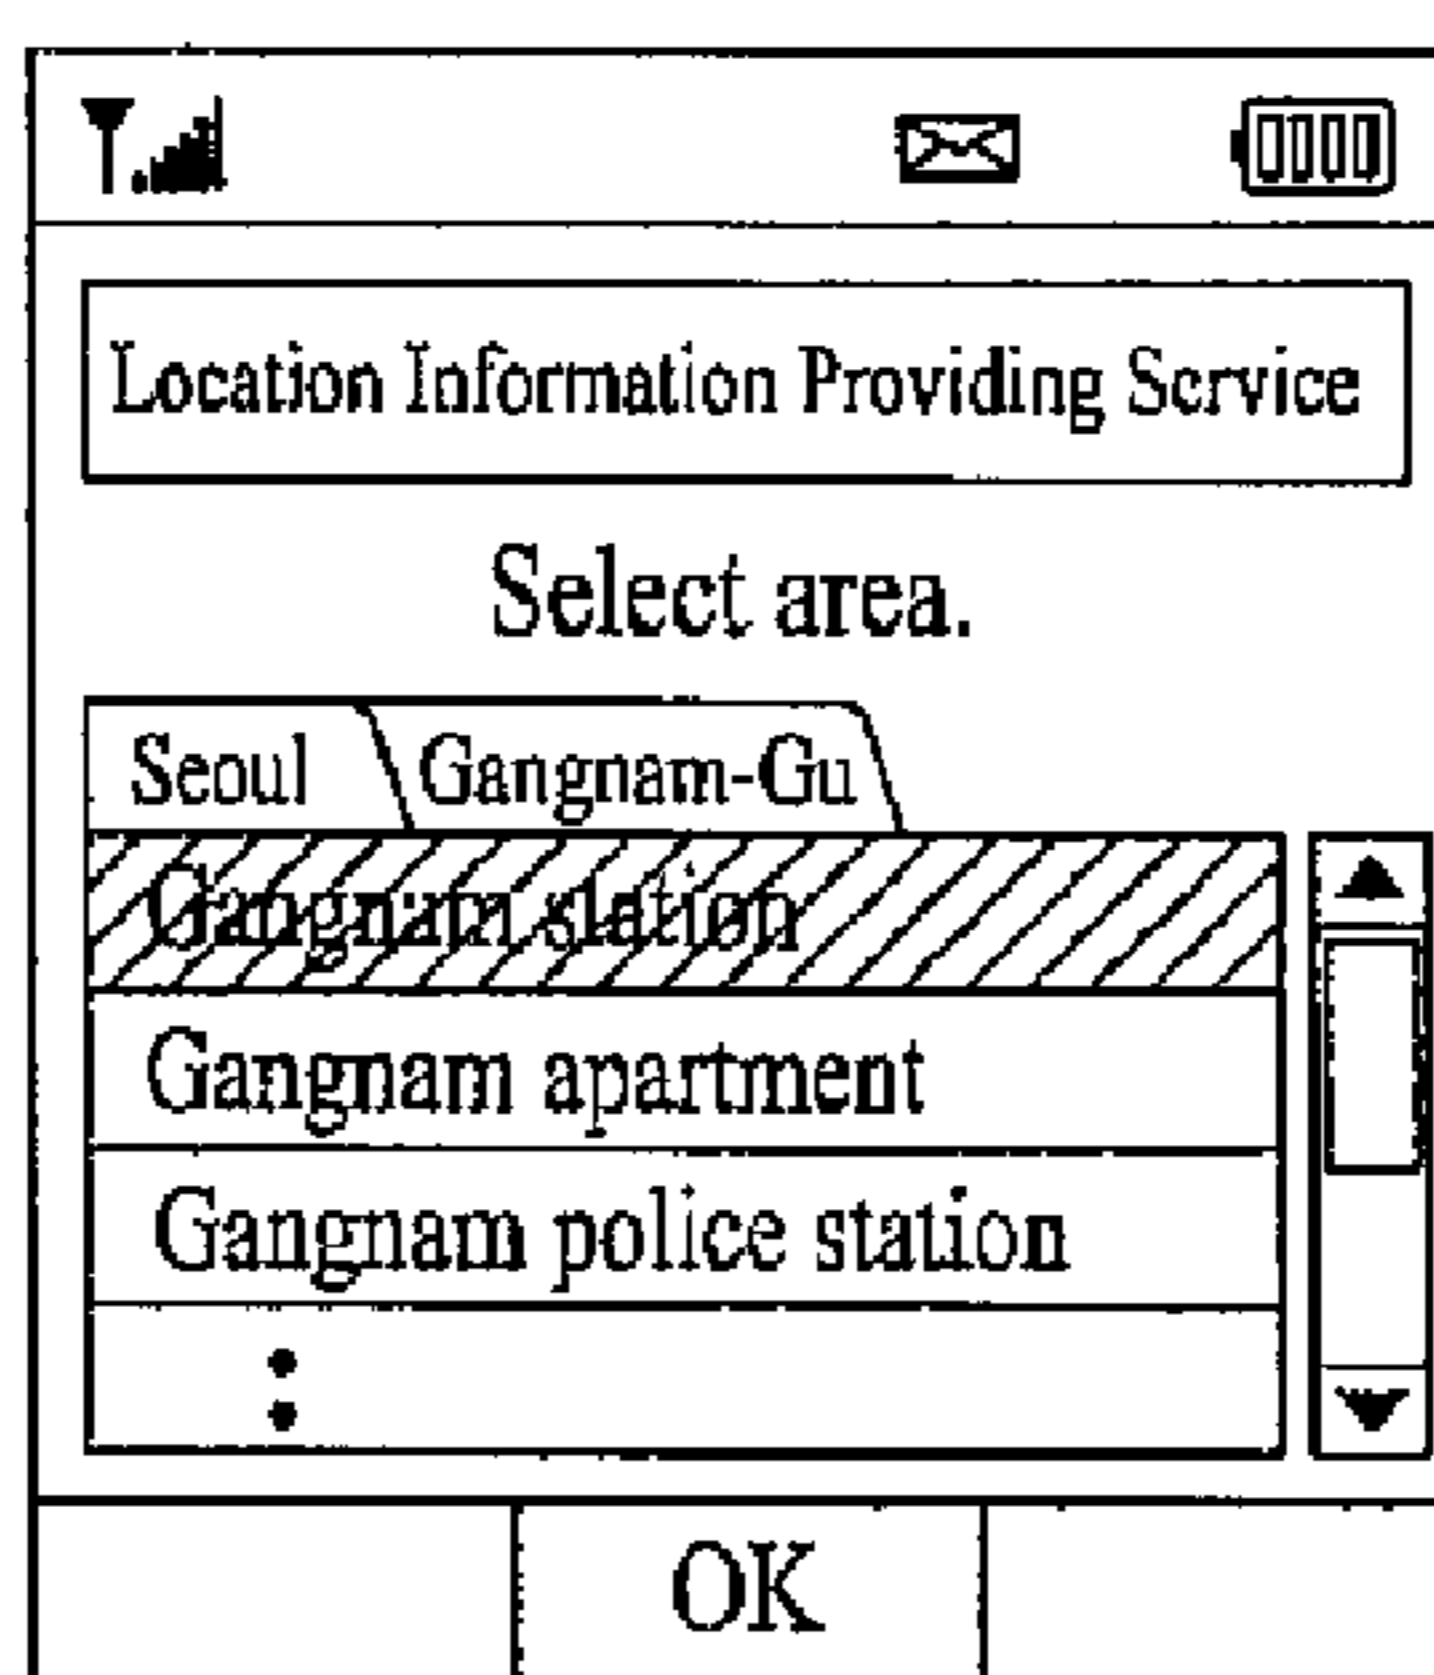 Location Information Providing Service
Select area.
Seoul Gangnam-Gu
Gangnam station
Gangnam apartment
Gangnam police station
OK